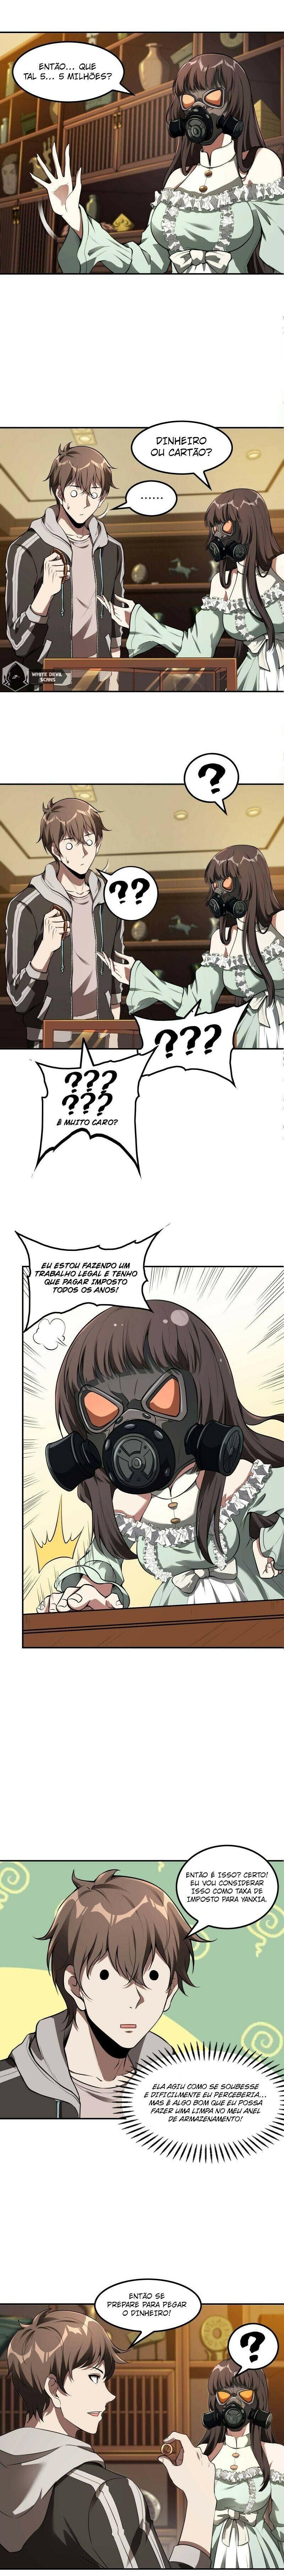 ENTÃO... QUE
TAL 5... 5 MILHÕES?
DINHEIRO
OU CARTÃO?
......
WHITE DEVIL
SCANS
?
??
???
???
???
É MUITO CARO?
EU ESTOU FAZENDO UM
TRABALHO LEGAL E TENHO
QUE PAGAR IMPOSTO
TODOS OS ANOS!
ENTÃO É ISSO? CERTO!
EU VOU CONSIDERAR
ISSO COMO TAXA DE
IMPOSTO PARA YANXIA.
ELA AGIU COMO SE SOUBESSE
E DIFICILMENTE EU PERCEBERIA...
MAS É ALGO BOM QUE EU POSSA
FAZER UMA LIMPA NO MEU ANEL
DE ARMAZENAMENTO!
ENTÃO SE
PREPARE PARA PEGAR
O DINHEIRO!
?